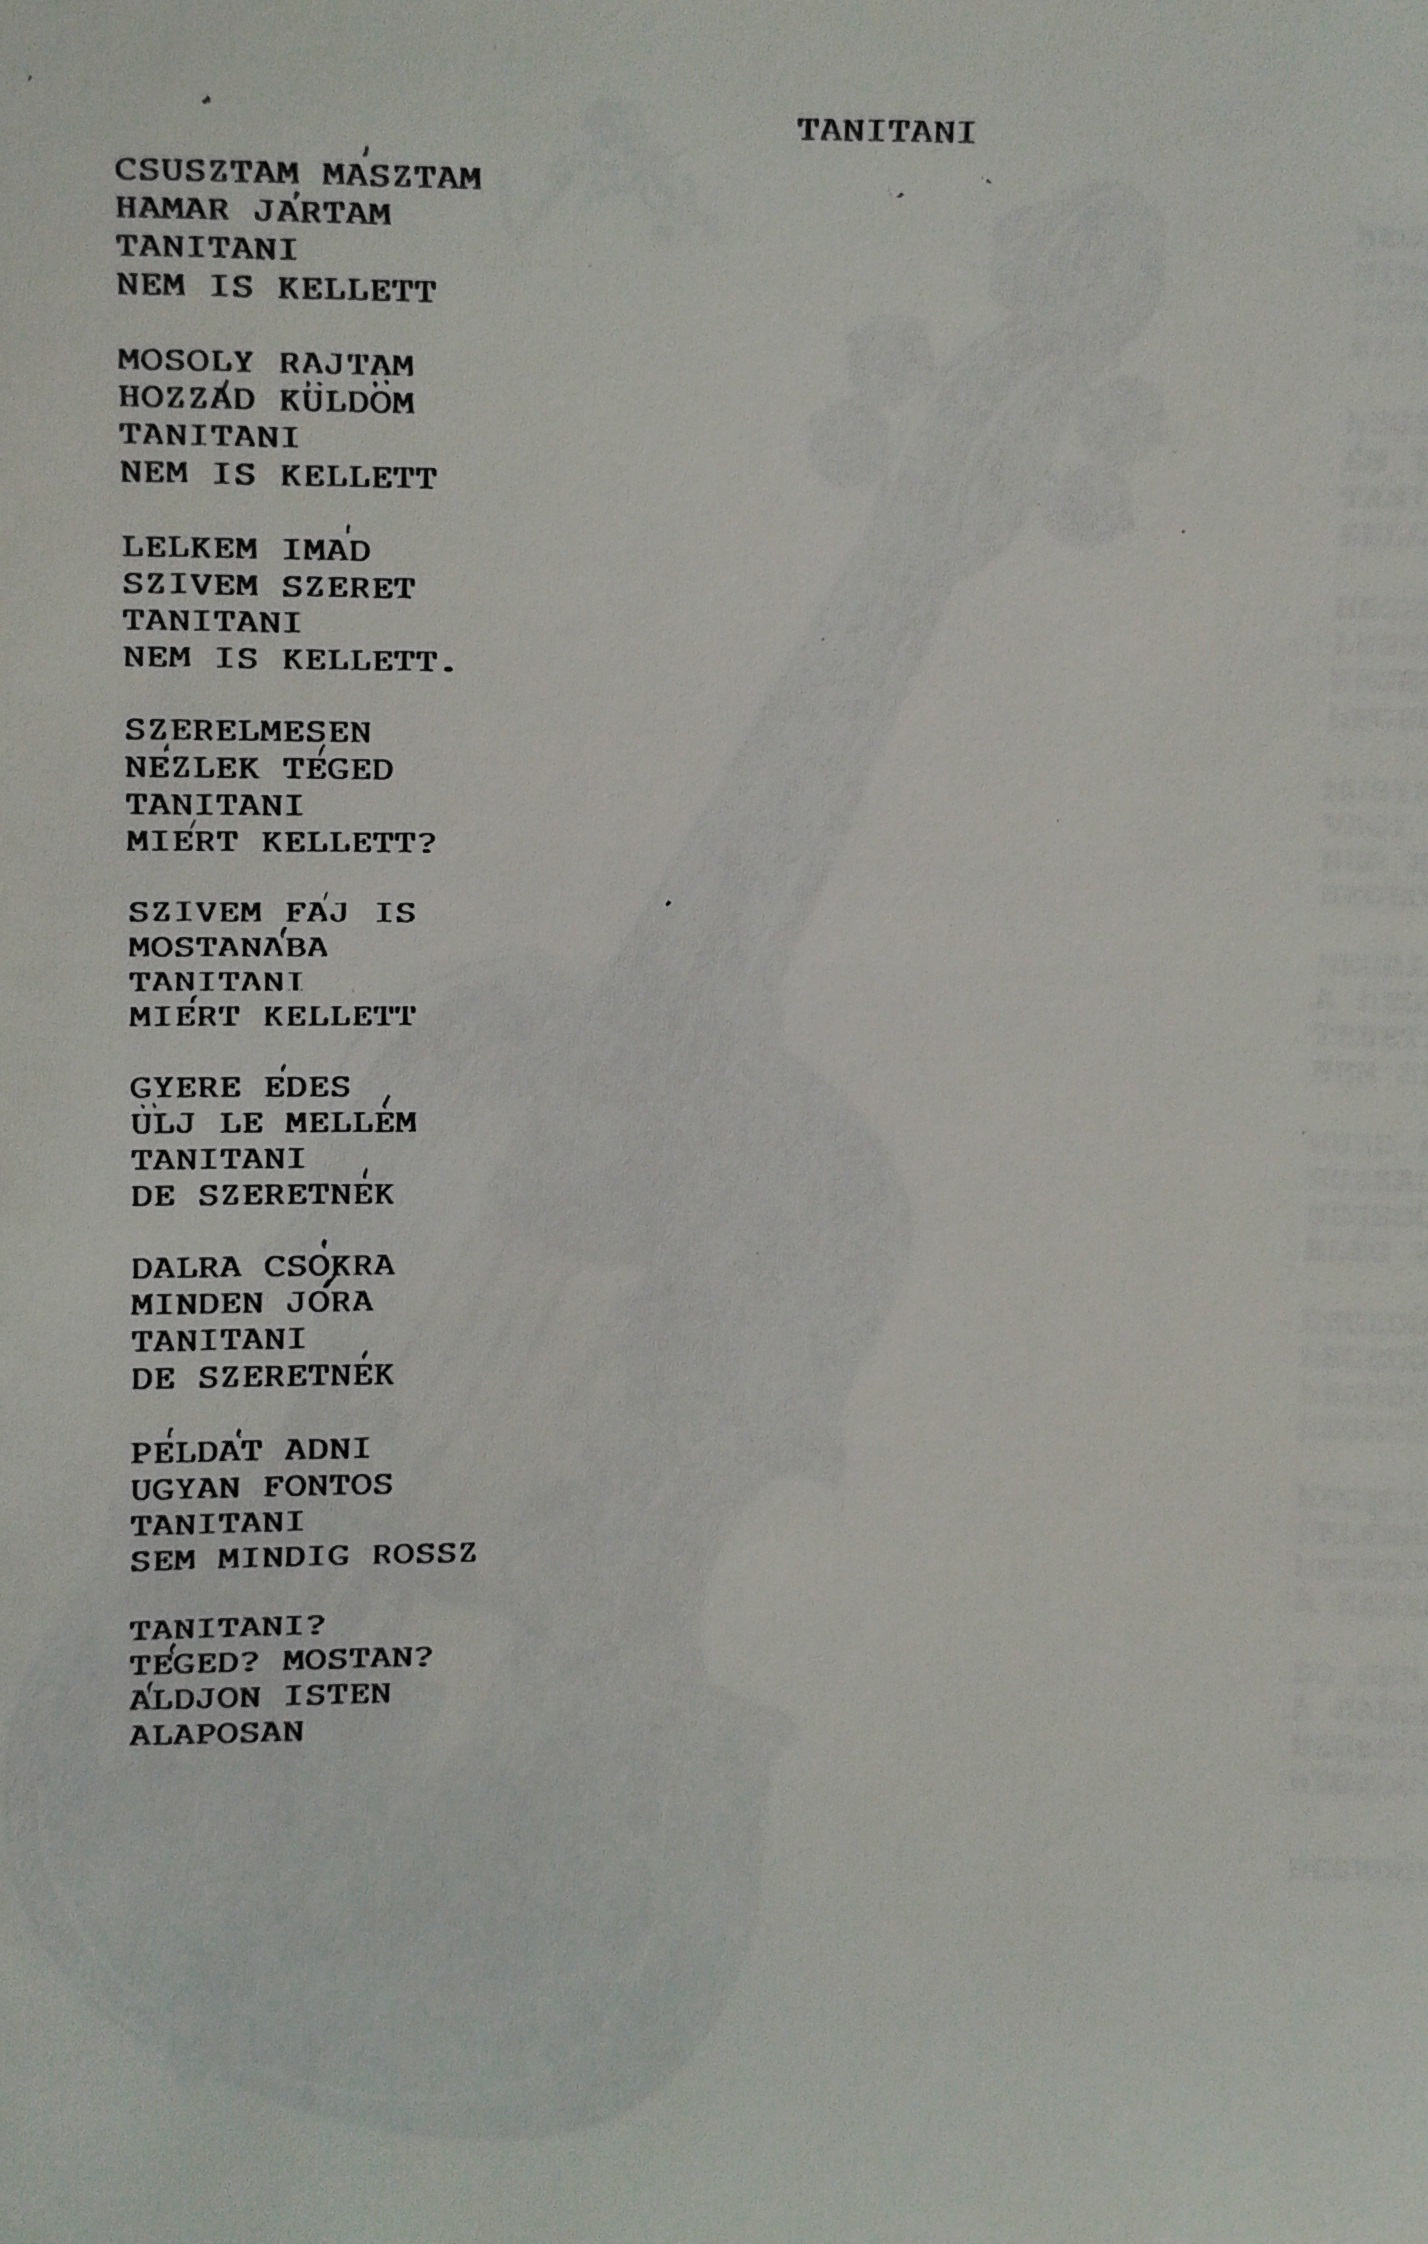 TANITANI
CSUSZTAM MÁSZTAM
HAMAR JÁRTAM
TANITANI
NEM IS KELLETT
MOSOLY RAJTAM
HOZZÁD KÜLDÖM
TANITANI
NEM IS KELLETT
LELKEM IMÁD
SZIVEM SZERET
TANITANI
NEM IS KELLETT.
SZERELMESEN
NÉZLEK TÉGED
TANITANI
MIÉRT KELLETT?
SZIVEM FÁJ IS
MOSTANÁBA
TANITANI
MIÉRT KELLETT
GYERE ÉDES
ÜLJ LE MELLÉM
TANITANI
DE SZERETNÉK
DALRA CSÓKRA
MINDEN JÓRA
TANITANI
DE SZERETNÉK
PÉLDÁT ADNI
UGYAN FONTOS
TANITANI
SEM MINDIG ROSSZ
TANITANI?
TÉGED? MOSTAN?
ÁLDJON ISTEN
ALAPOSAN